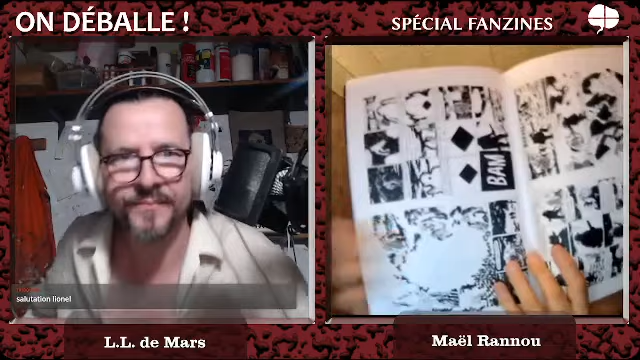 ON DÉBALLE !
SPÉCIAL FANZINES
BAM
salutation lionel
L.L. de Mars
Maël Rannou